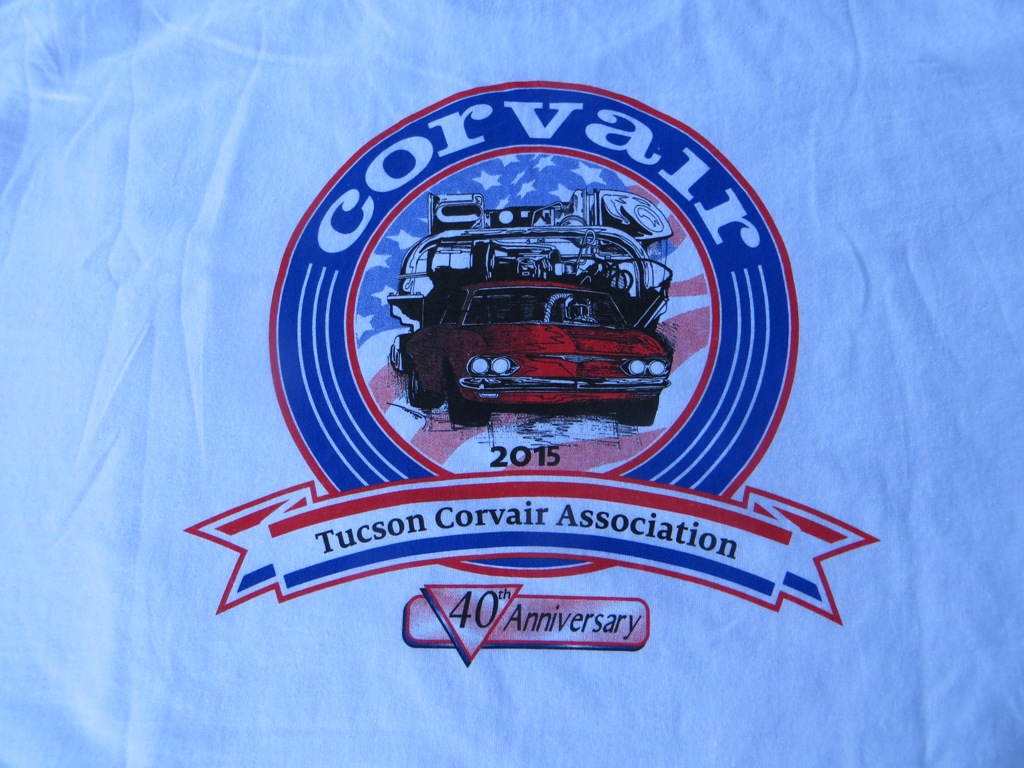 corvair
2015
Tucson Corvair Association
40th Anniversary